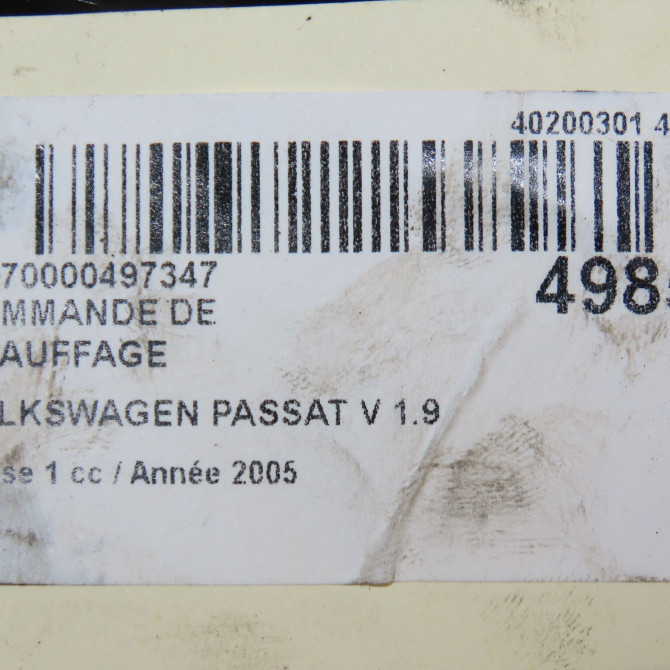 40200301 4
70000497347
MMANDE DE
498
AUFFAGE
LKSWAGEN PASSAT V 1.9
se 1 cc / Année 2005